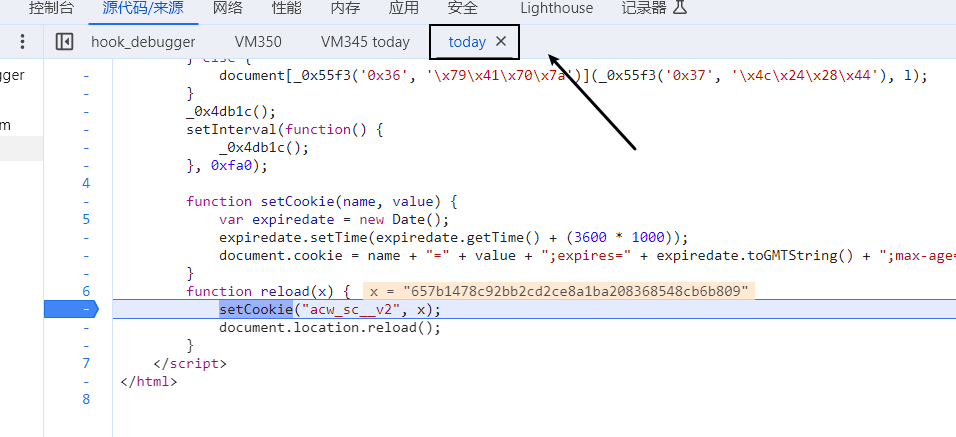 控制台 源代码/来源 网络 性能 内存 应用 安全 Lighthouse 记录器
hook_debugger VM350 VM345 today today ×
gger
m
- } else {
- document[_0x55f3('0x36', '\x79\x41\x70\x7a')](_0x55f3('0x37', '\x4c\x24\x28\x44'), l);
- }
- _0x4db1c();
- setInterval(function() {
- _0x4db1c();
- }, 0xfa0);
4
- function setCookie(name, value) {
5 var expiredate = new Date();
- expiredate.setTime(expiredate.getTime() + (3600 * 1000));
- document.cookie = name + "=" + value + ";expires=" + expiredate.toGMTString() + ";max-age=
- }
6 function reload(x) { x = "657b1478c92bb2cd2ce8a1ba208368548cb6b809"
- setCookie("acw_sc__v2", x);
- document.location.reload();
- }
7 </script>
- </html>
8